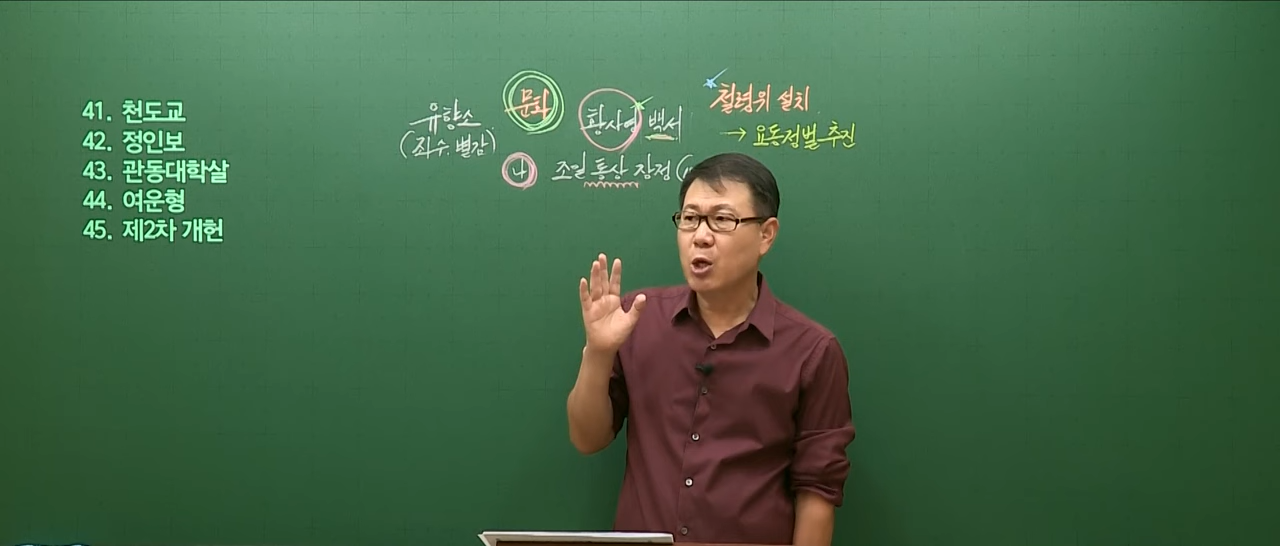 41. 천도교
42. 정인보
43. 관동대학살
44. 여운형
45. 제2차 개헌
유향소
(좌수.별감)
문화
황사영 백서
나
조일 통상 장정(
철령위 설치
→ 요동정벌 추진